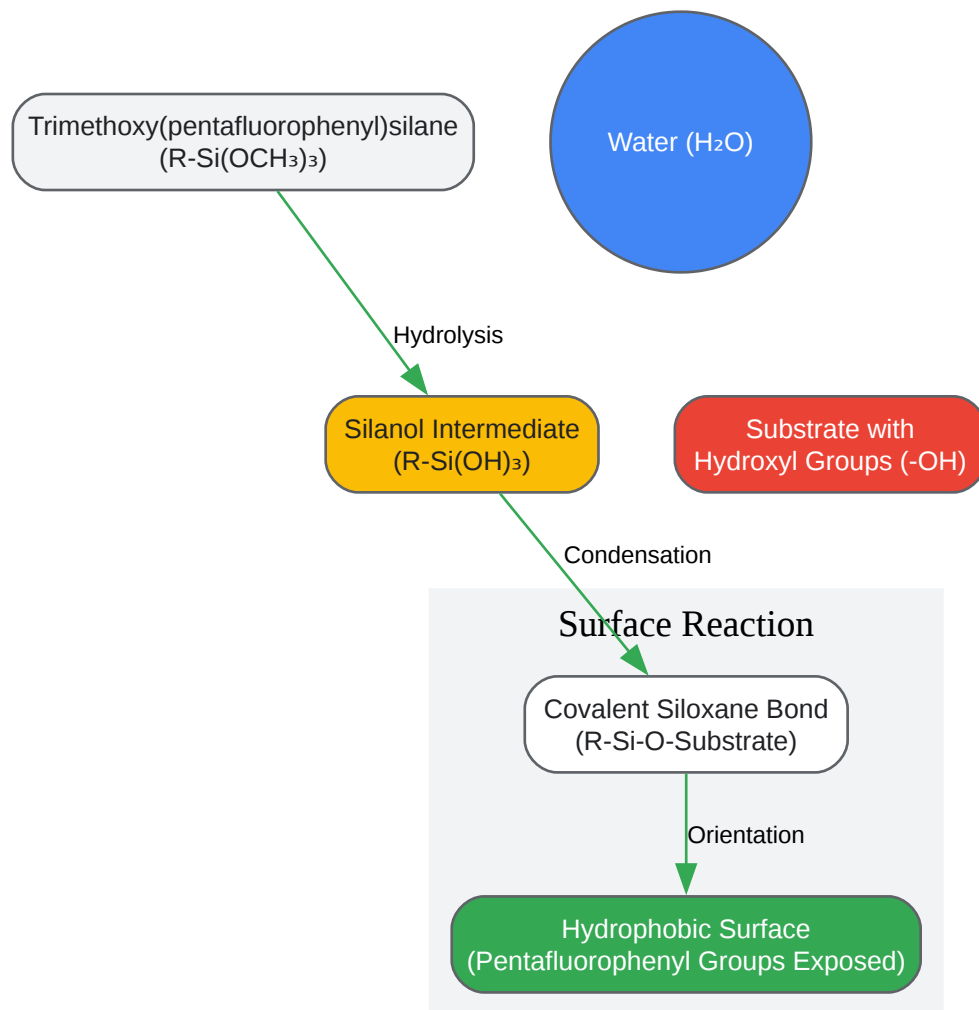 Trimethoxy(pentafluorophenyl)silane
(R-Si(OCH₃)₃)
Water (H₂O)
Hydrolysis
Silanol Intermediate
(R-Si(OH)₃)
Substrate with
Hydroxyl Groups (-OH)
Condensation
Surface Reaction
Covalent Siloxane Bond
(R-Si-O-Substrate)
Orientation
Hydrophobic Surface
(Pentafluorophenyl Groups Exposed)